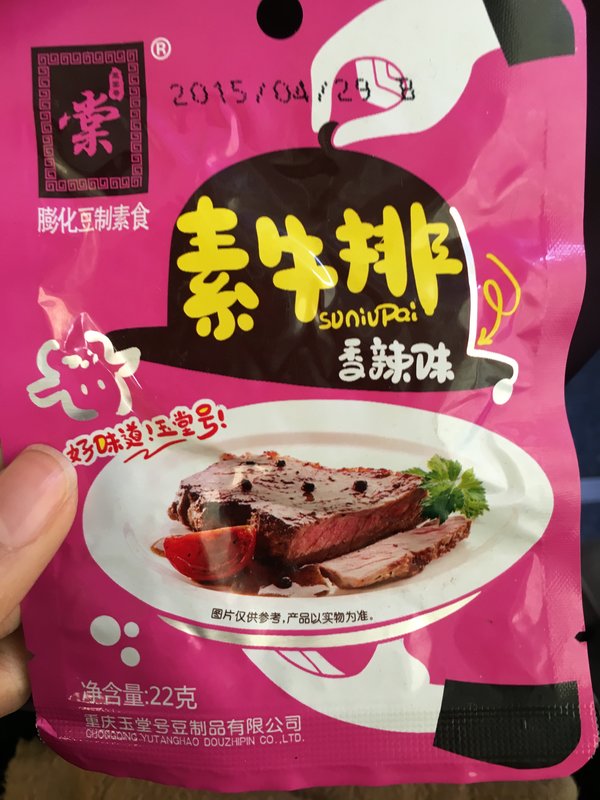 ®
2015/04/29 B
棠
膨化豆制素食
素牛排
suniuPai
香辣味
好味道!玉堂号!
图片仅供参考,产品以实物为准。
净含量:22克
重庆玉堂号豆制品有限公司
CHONGQING YUTANGHAO DOUZHIPIN CO.,LTD.